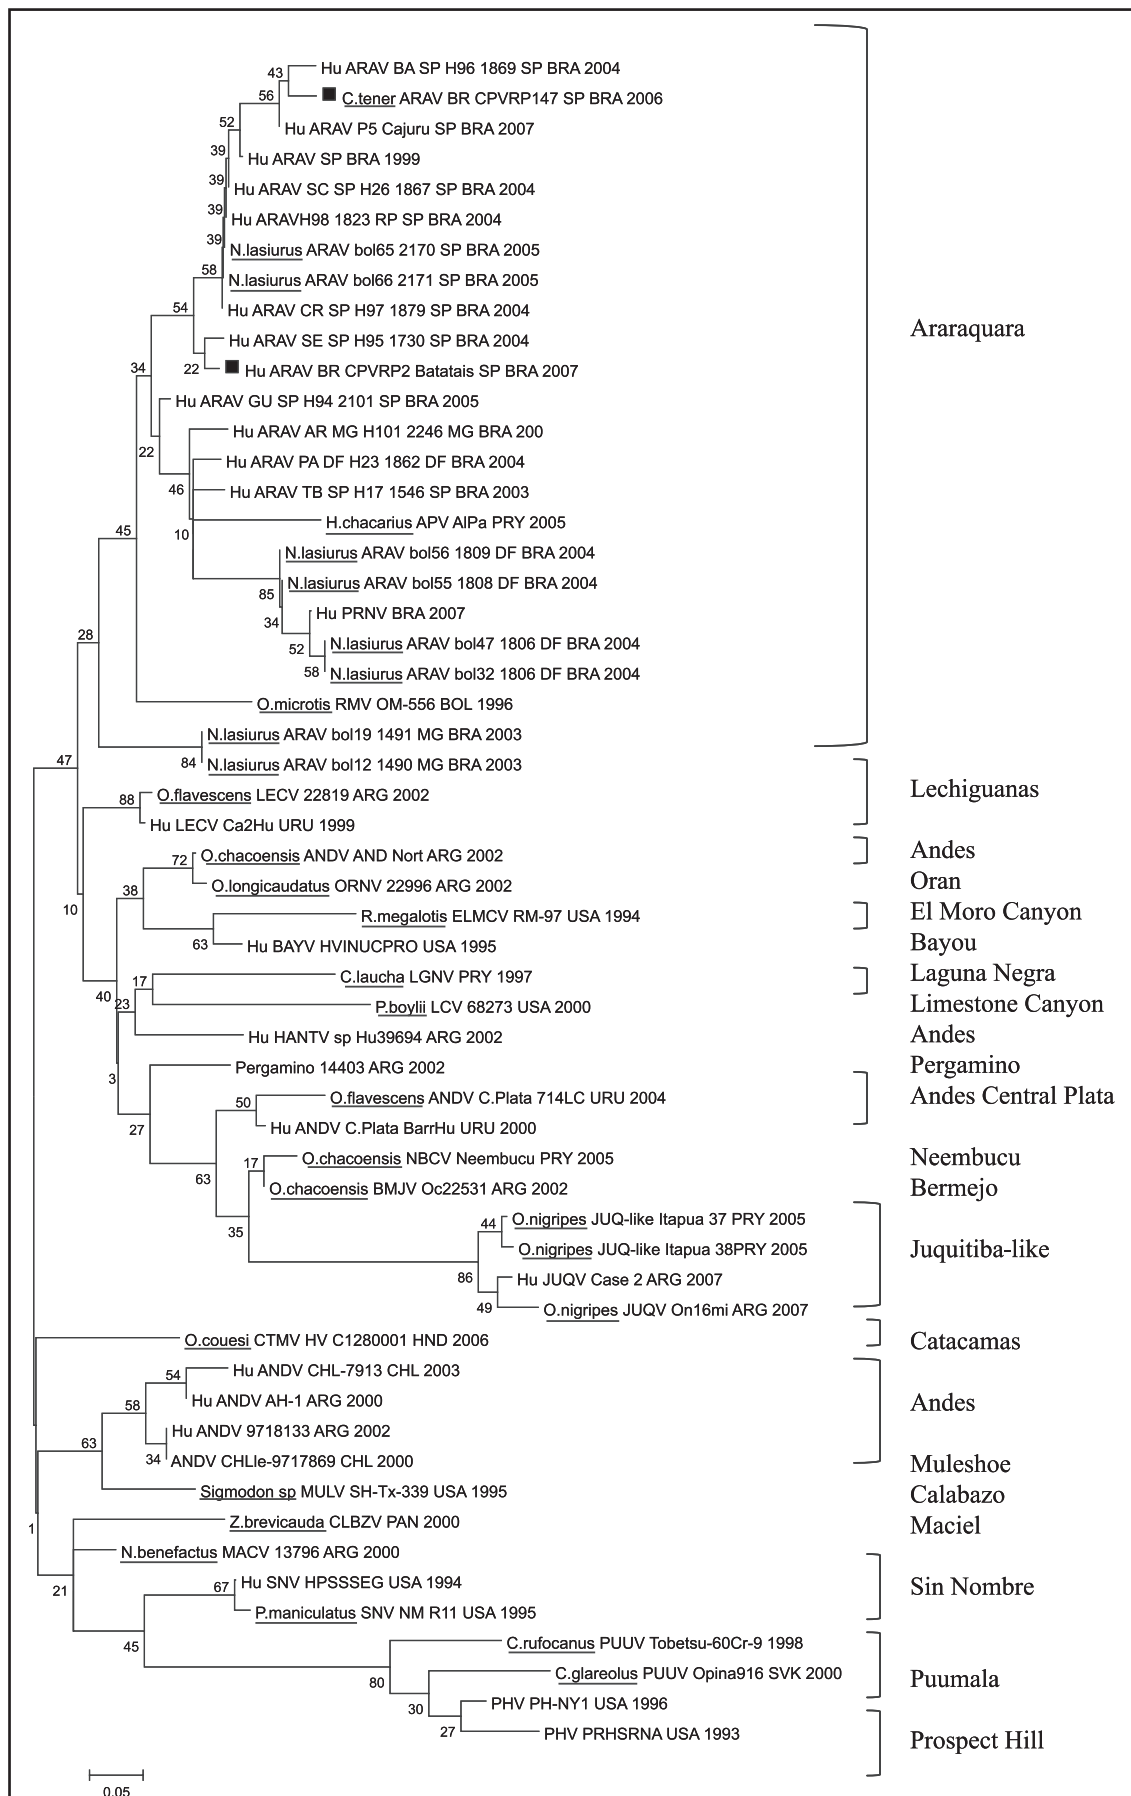 Hu ARAV BA SP H96 1869 SP BRA 2004
43
C.tener ARAV BR CPVRP147 SP BRA 2006
56
Hu ARAV P5 Cajuru SP BRA 2007
52
39
Hu ARAV SP BRA 1999
39
Hu ARAV SC SP H26 1867 SP BRA 2004
39
Hu ARAVH98 1823 RP SP BRA 2004
39
N.lasiurus ARAV bol65 2170 SP BRA 2005
58
N.lasiurus ARAV bol66 2171 SP BRA 2005
54
Hu ARAV CR SP H97 1879 SP BRA 2004
Araraquara
Hu ARAV SE SP H95 1730 SP BRA 2004
34
22
Hu ARAV BR CPVRP2 Batatais SP BRA 2007
Hu ARAV GU SP H94 2101 SP BRA 2005
Hu ARAV AR MG H101 2246 MG BRA 200
22
Hu ARAV PA DF H23 1862 DF BRA 2004
46
Hu ARAV TB SP H17 1546 SP BRA 2003
H.chacarius APV AlPa PRY 2005
45
10
N.lasiurus ARAV bol56 1809 DF BRA 2004
N.lasiurus ARAV bol55 1808 DF BRA 2004
85
Hu PRNV BRA 2007
34
28
N.lasiurus ARAV bol47 1806 DF BRA 2004
52
58
N.lasiurus ARAV bol32 1806 DF BRA 2004
O.microtis RMV OM-556 BOL 1996
N.lasiurus ARAV bol19 1491 MG BRA 2003
47
84
N.lasiurus ARAV bol12 1490 MG BRA 2003
Lechiguanas
88
O.flavescens LECV 22819 ARG 2002
Hu LECV Ca2Hu URU 1999
72
O.chacoensis ANDV AND Nort ARG 2002
Andes
38
O.longicaudatus ORNV 22996 ARG 2002
Oran
10
R.megalotis ELMCV RM-97 USA 1994
El Moro Canyon
63
Hu BAYV HVINUCPRO USA 1995
Bayou
17
C.laucha LGNV PRY 1997
Laguna Negra
40
23
P.boylii LCV 68273 USA 2000
Limestone Canyon
Hu HANTV sp Hu39694 ARG 2002
Andes
3
Pergamino 14403 ARG 2002
Pergamino
50
O.flavescens ANDV C.Plata 714LC URU 2004
Andes Central Plata
27
Hu ANDV C.Plata BarrHu URU 2000
17
O.chacoensis NBCV Neembucu PRY 2005
Neembucu
63
O.chacoensis BMJV Oc22531 ARG 2002
Bermejo
35
44
O.nigripes JUQ-like Itapua 37 PRY 2005
O.nigripes JUQ-like Itapua 38PRY 2005
Juquitiba-like
86
Hu JUQV Case 2 ARG 2007
49
O.nigripes JUQV On16mi ARG 2007
O.couesi CTMV HV C1280001 HND 2006
Catacamas
54
Hu ANDV CHL-7913 CHL 2003
58
Hu ANDV AH-1 ARG 2000
Andes
Hu ANDV 9718133 ARG 2002
63
34
ANDV CHLle-9717869 CHL 2000
Muleshoe
Sigmodon sp MULV SH-Tx-339 USA 1995
Calabazo
1
Z.brevicauda CLBZV PAN 2000
Maciel
N.benefactus MACV 13796 ARG 2000
21
67
Hu SNV HPSSSEG USA 1994
Sin Nombre
P.maniculatus SNV NM R11 USA 1995
45
C.rufocanus PUUV Tobetsu-60Cr-9 1998
80
C.glareolus PUUV Opina916 SVK 2000
Puumala
30
PHV PH-NY1 USA 1996
27
PHV PRHSRNA USA 1993
Prospect Hill
0.05